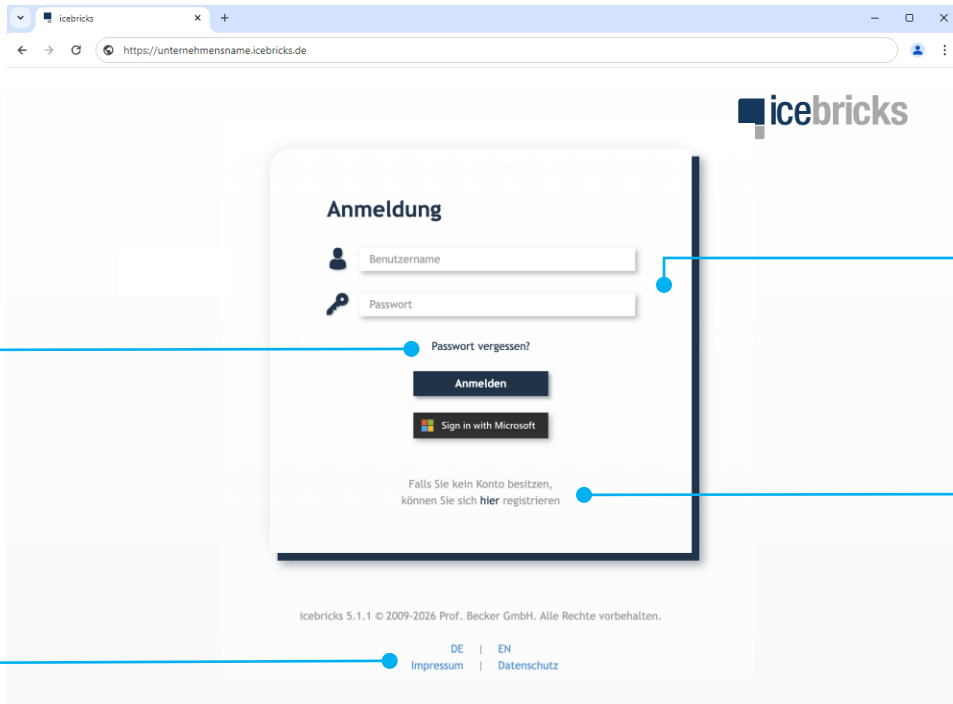 icebricks
https://unternehmensname.icebricks.de
icebricks
Anmeldung
Benutzername
Passwort
Passwort vergessen?
Anmelden
Sign in with Microsoft
Falls Sie kein Konto besitzen,
können Sie sich hier registrieren
icebricks 5.1.1 © 2009-2026 Prof. Becker GmbH. Alle Rechte vorbehalten.
DE | EN
Impressum | Datenschutz